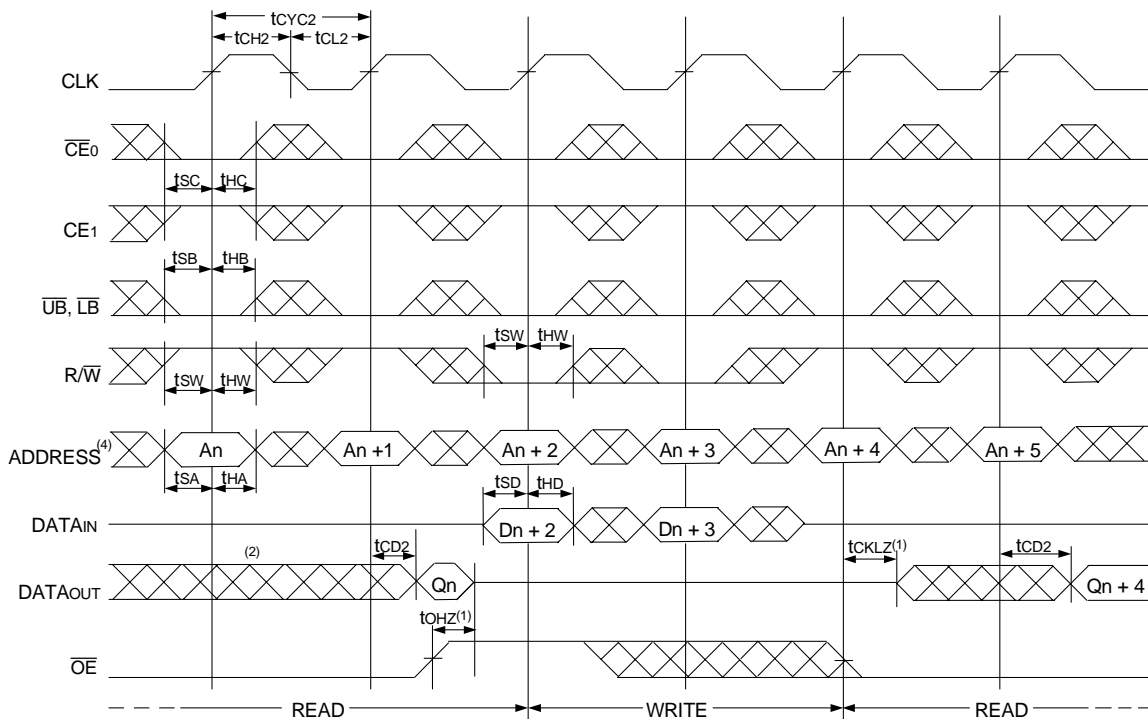 tCYC2
tCH2 tCL2
CLK
CE0
tSC tHC
CE1
tSB tHB
UB, LB
tSW tHW
R/W
tSW tHW
ADDRESS(4) An An +1 An + 2 An + 3 An + 4 An + 5
tSA tHA tSD tHD
DATAIN Dn + 2 Dn + 3
(2) tCD2 tCKLZ(1) tCD2
DATAOUT Qn Qn + 4
tOHZ(1)
OE
READ WRITE READ